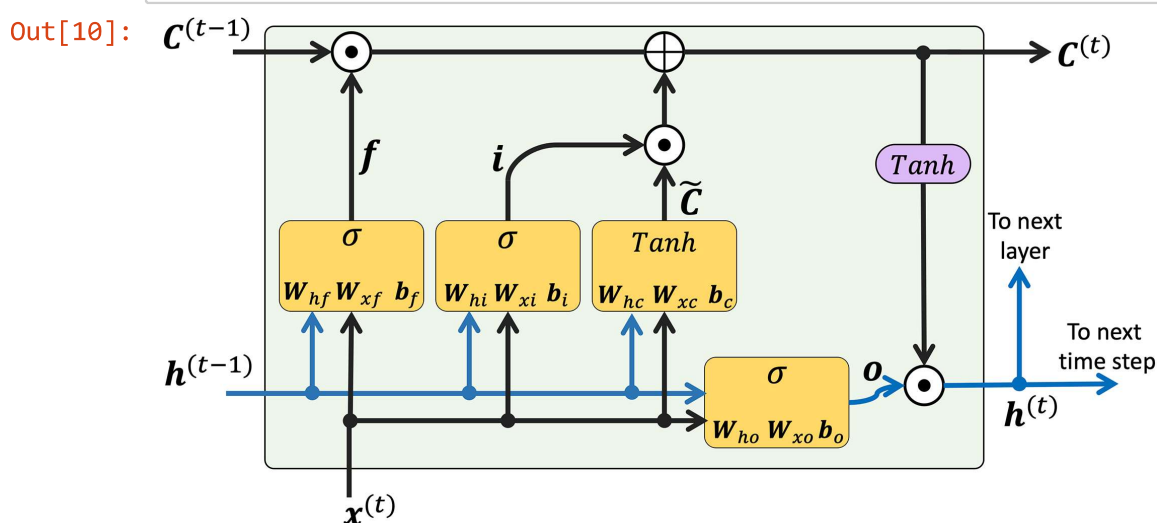 Out[10]:
C^(t−1)
C^(t)
f
i
C̃
Tanh
To next
layer
σ
W_hf W_xf b_f
σ
W_hi W_xi b_i
Tanh
W_hc W_xc b_c
To next
time step
h^(t−1)
σ
W_ho W_xo b_o
o
h^(t)
x^(t)